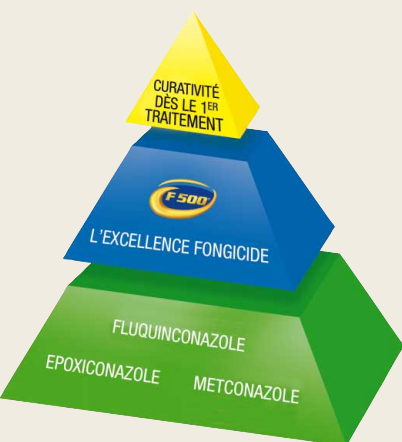 CURATIVITÉ
DÈS LE 1ER
TRAITEMENT
F 500
L'EXCELLENCE FONGICIDE
FLUQUINCONAZOLE
EPOXICONAZOLE METCONAZOLE